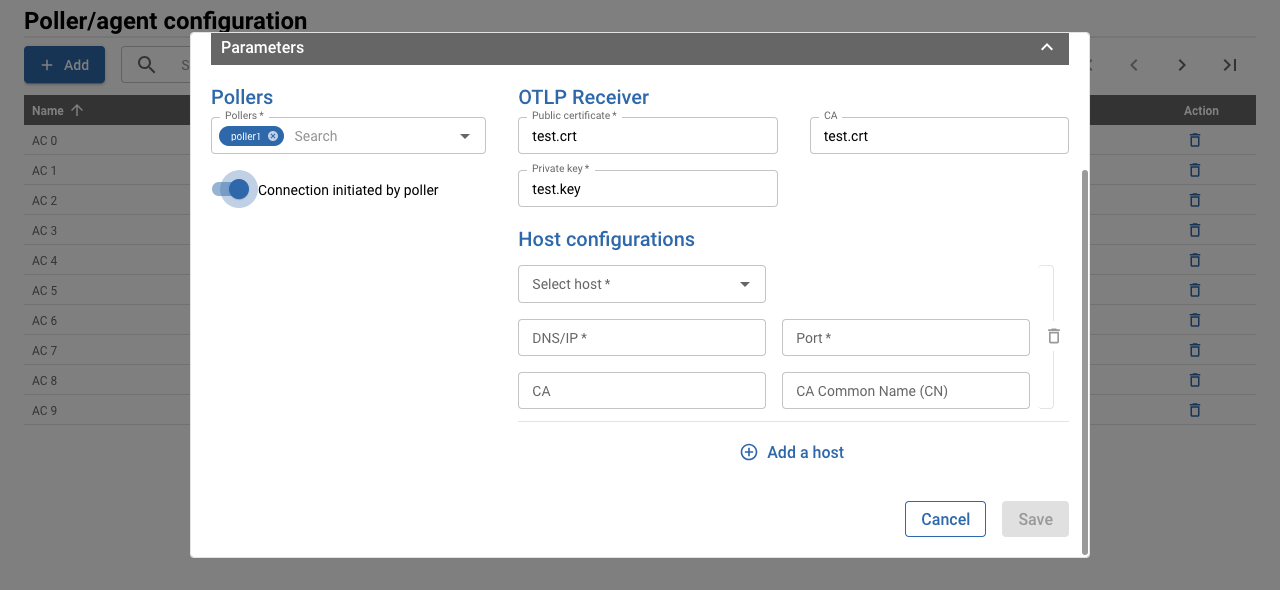 Poller/agent configuration
Add
S
Parameters
Name
Action
Pollers
OTLP Receiver
Pollers *
poller1
Search
Public certificate *
test.crt
CA
test.crt
Connection initiated by poller
Private key *
test.key
Host configurations
Select host *
DNS/IP *
Port *
CA
CA Common Name (CN)
Add a host
Cancel
Save
AC 0
AC 1
AC 2
AC 3
AC 4
AC 5
AC 6
AC 7
AC 8
AC 9